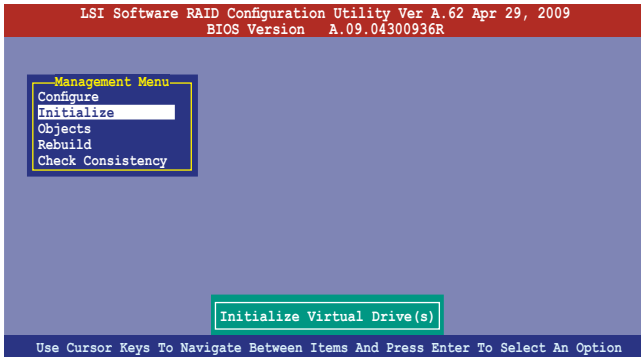 LSI Software RAID Configuration Utility Ver A.62 Apr 29, 2009
BIOS Version A.09.04300936R
Management Menu
Configure
Initialize
Objects
Rebuild
Check Consistency
Initialize Virtual Drive(s)
Use Cursor Keys To Navigate Between Items And Press Enter To Select An Option